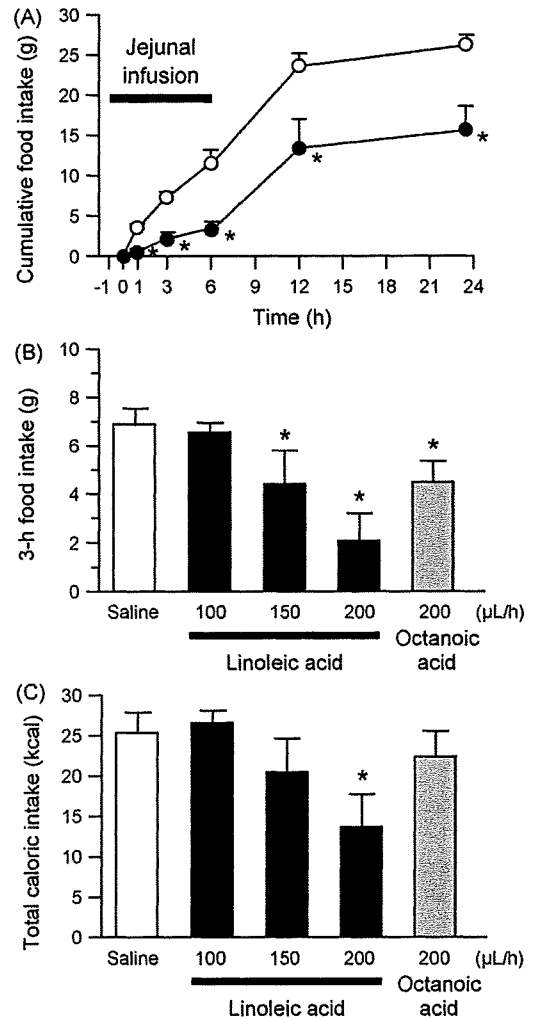 (A)
Cumulative food intake (g)
30
25
20
15
10
5
0
Jejunal
infusion
*
*
*
*
*
-1 0 1 3 6 9 12 15 18 21 24
Time (h)
(B)
3-h food intake (g)
10
8
6
4
2
0
*
*
*
Saline 100 150 200 200 (µL/h)
Linoleic acid
Octanoic
acid
(C)
Total caloric intake (kcal)
30
25
20
15
10
5
0
*
Saline 100 150 200 200 (µL/h)
Linoleic acid
Octanoic
acid